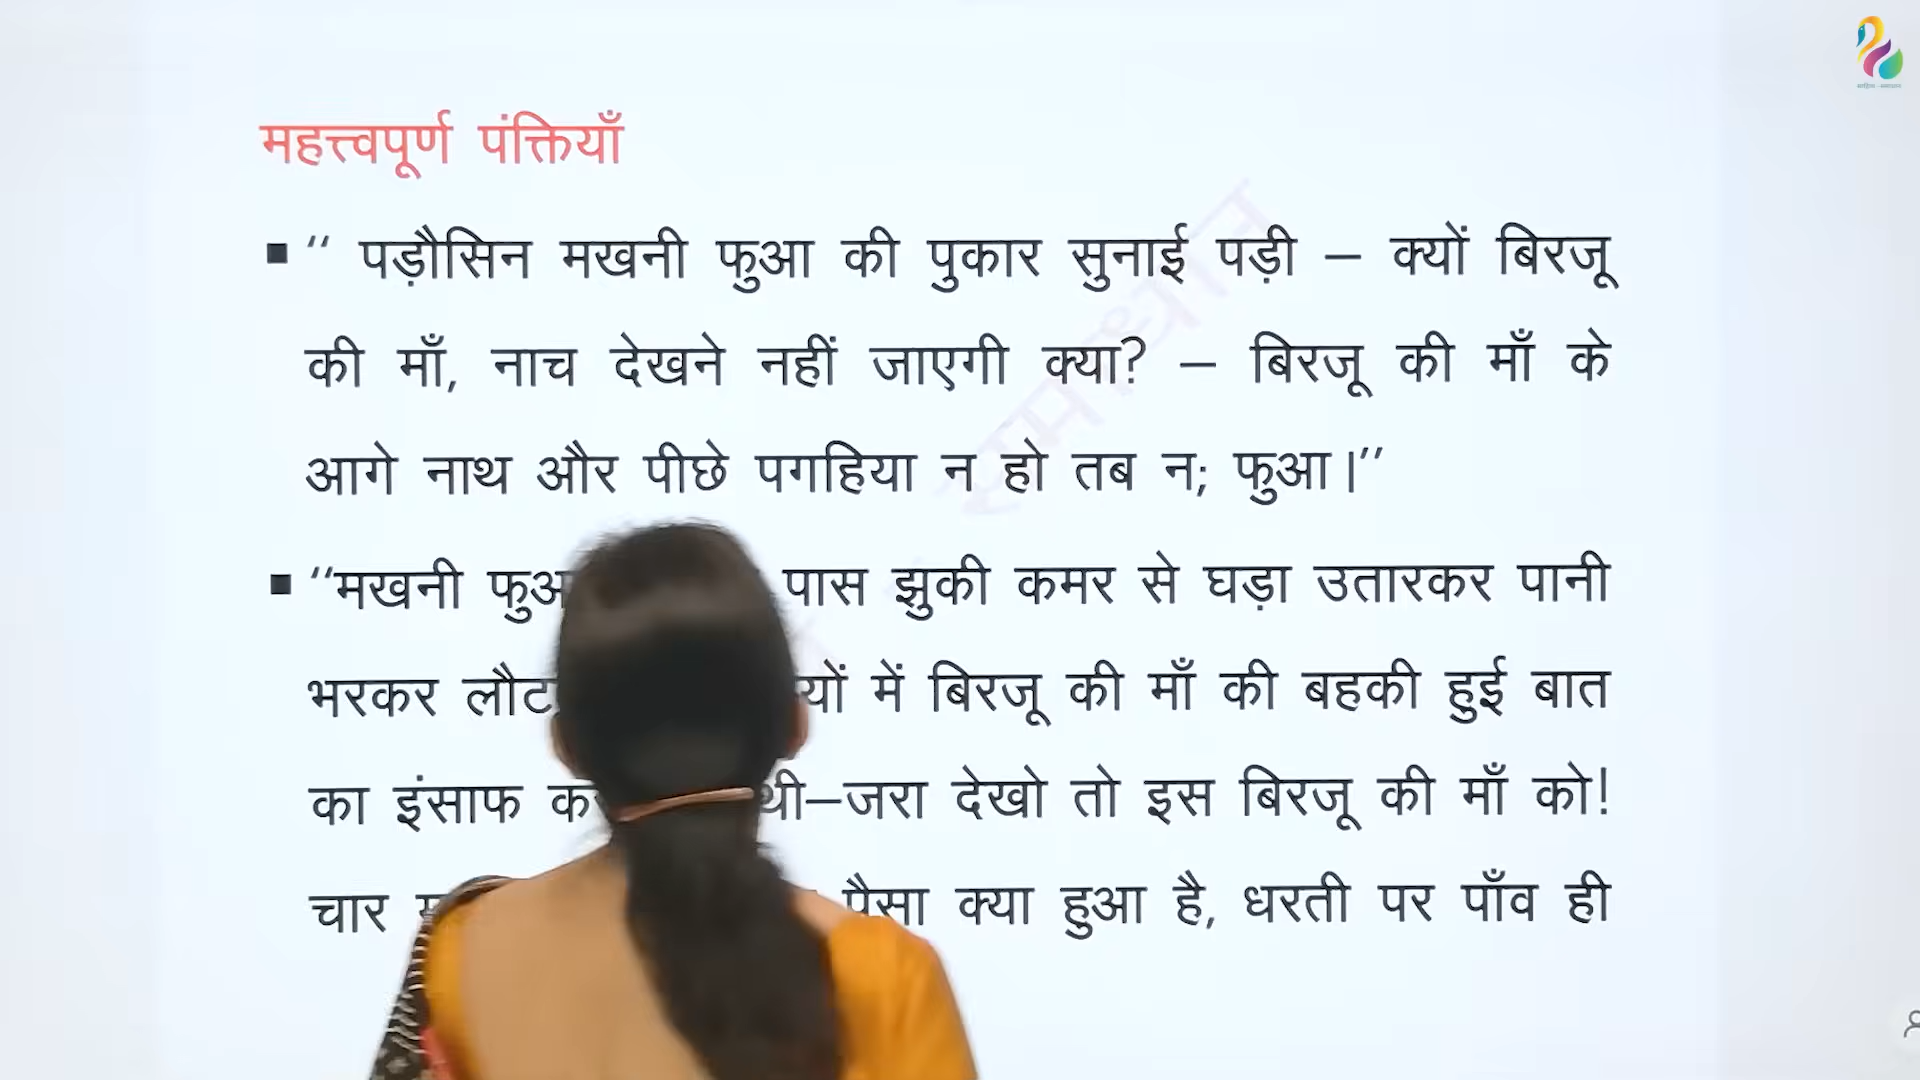 महत्त्वपूर्ण पंक्तियाँ
▪ ‘‘ पड़ौसिन मखनी फुआ की पुकार सुनाई पड़ी – क्यों बिरजू
की माँ, नाच देखने नहीं जाएगी क्या? – बिरजू की माँ के
आगे नाथ और पीछे पगहिया न हो तब न; फुआ।’’
▪ ‘‘मखनी पास झुकी कमर से घड़ा उतारकर पानी
भरकर में बिरजू की माँ की बहकी हुई बात
का इंसाफ थी–जरा देखो तो इस बिरजू की माँ को!
चार पैसा क्या हुआ है, धरती पर पाँव ही
समाधान